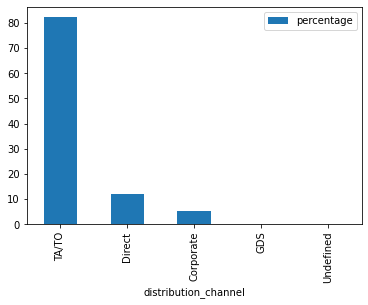 percentage
80
70
60
50
40
30
20
10
0
TA/TO
Direct
Corporate
GDS
Undefined
distribution_channel